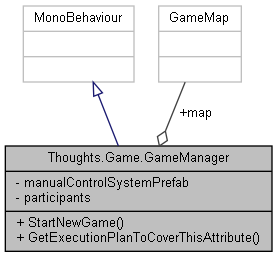 MonoBehaviour
GameMap
+map
Thoughts.Game.GameManager
- manualControlSystemPrefab
- participants
+ StartNewGame()
+ GetExecutionPlanToCoverThisAttribute()